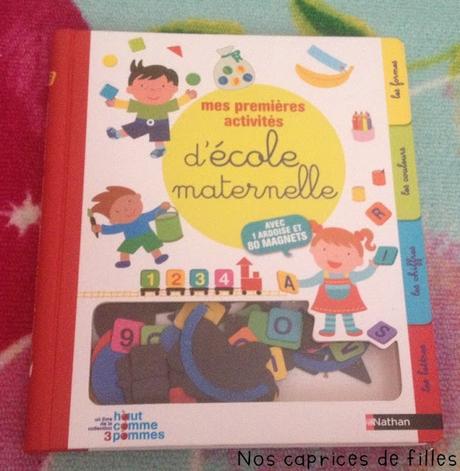 mes premières
activités
d'école
maternelle
AVEC
1 ARDOISE ET
80 MAGNETS
les formes
les couleurs
les chiffres
les lettres
R
R
1 2 3 4
A
I
S
9
O
un livre
de la
collection
haut
comme
3 pommes
Nathan
Nos caprices de filles